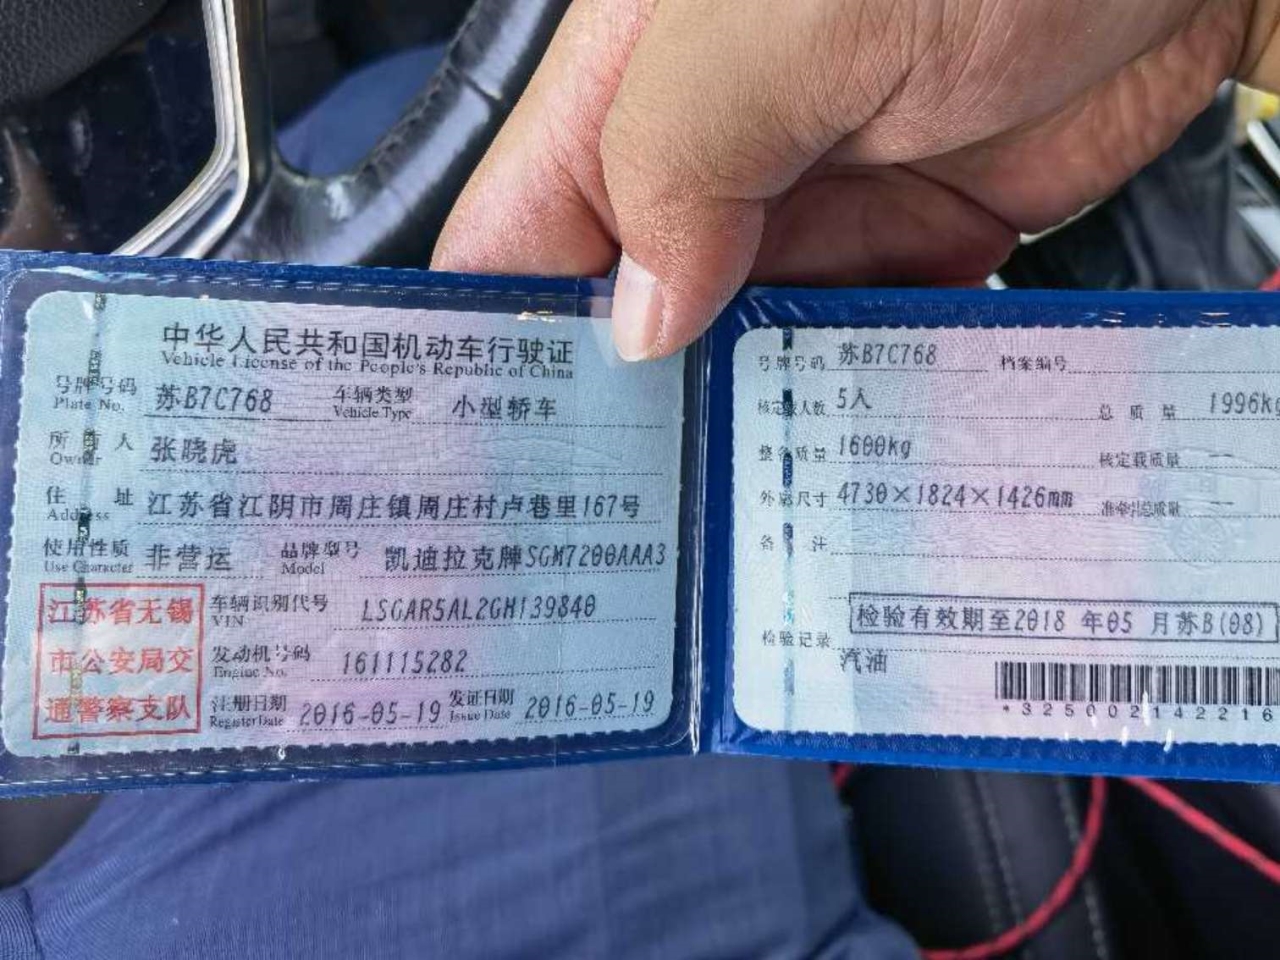 中华人民共和国机动车行驶证
Vehicle License of the People's Republic of China
号牌号码 苏B7C768 车辆类型 小型轿车
Plate No. Vehicle Type
所有人 张晓虎
Owner
住址 江苏省江阴市周庄镇周庄村卢巷里167号
Address
使用性质 非营运 品牌型号 凯迪拉克牌SGM7200AAA3
Use Character Model
江苏省无锡
市公安局交
通警察支队
车辆识别代号 LSGAR5AL2GH139840
VIN
发动机号码 161115282
Engine No.
注册日期 2016-05-19 发证日期 2016-05-19
Register Date Issue Date
号牌号码 苏B7C768 档案编号
核定载人数 5人 总质量 1996kg
整备质量 1600kg 核定载质量 —
外廓尺寸 4730×1824×1426mm 准牵引总质量 —
备注
检验有效期至2018 年05 月苏B(08)
检验记录
汽油
*325002142216